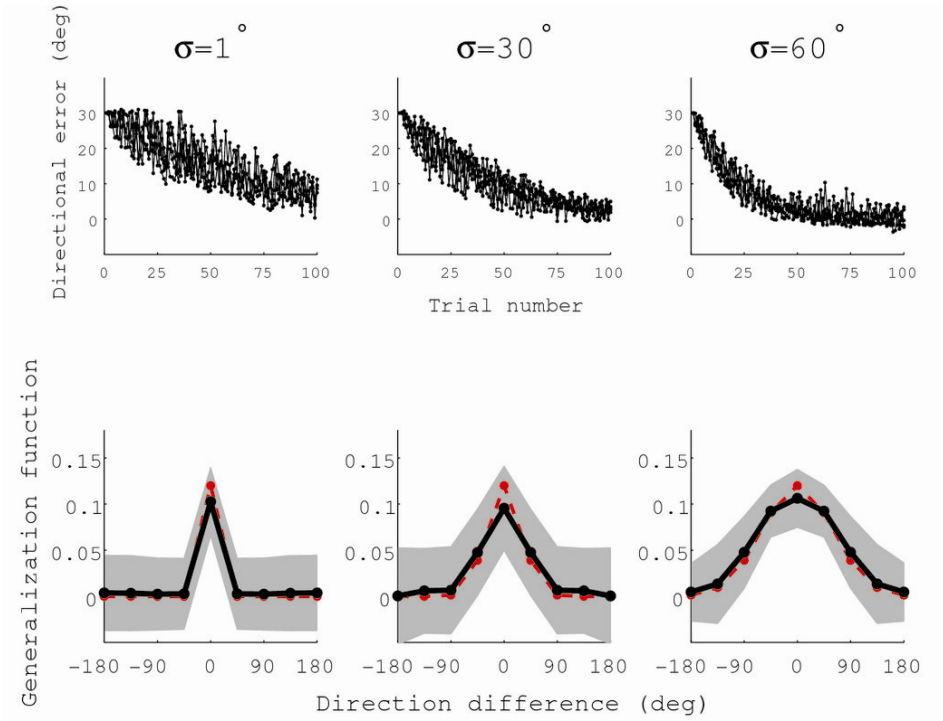 σ=1° σ=30° σ=60°
Directional error (deg)
30 30 30
20 20 20
10 10 10
0 0 0
0 25 50 75 100 0 25 50 75 100 0 25 50 75 100
Trial number
Generalization function
0.15 0.15 0.15
0.1 0.1 0.1
0.05 0.05 0.05
0 0 0
-180 -90 0 90 180 -180 -90 0 90 180 -180 -90 0 90 180
Direction difference (deg)